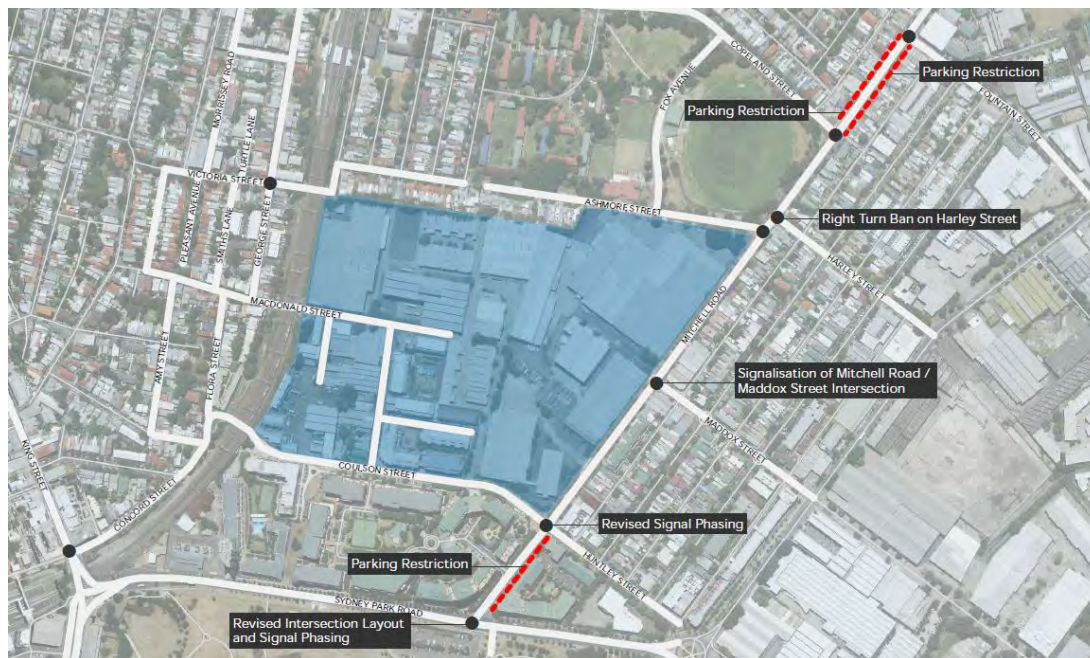 COPELAND STREET
Parking Restriction
FOUNTAIN STREET
FOX AVENUE
Parking Restriction
MORRISSEY ROAD
TURTLE LANE
VICTORIA STREET
PLEASANT AVENUE
SMITHS LANE
GEORGE STREET
ASHMORE STREET
Right Turn Ban on Harley Street
HARLEY STREET
MACDONALD STREET
MITCHELL ROAD
AMY STREET
FLORA STREET
Signalisation of Mitchell Road /
Maddox Street Intersection
MADDOX STREET
KING STREET
CONCORD STREET
COULSON STREET
Revised Signal Phasing
Parking Restriction
HUNTLEY STREET
SYDNEY PARK ROAD
Revised Intersection Layout
and Signal Phasing